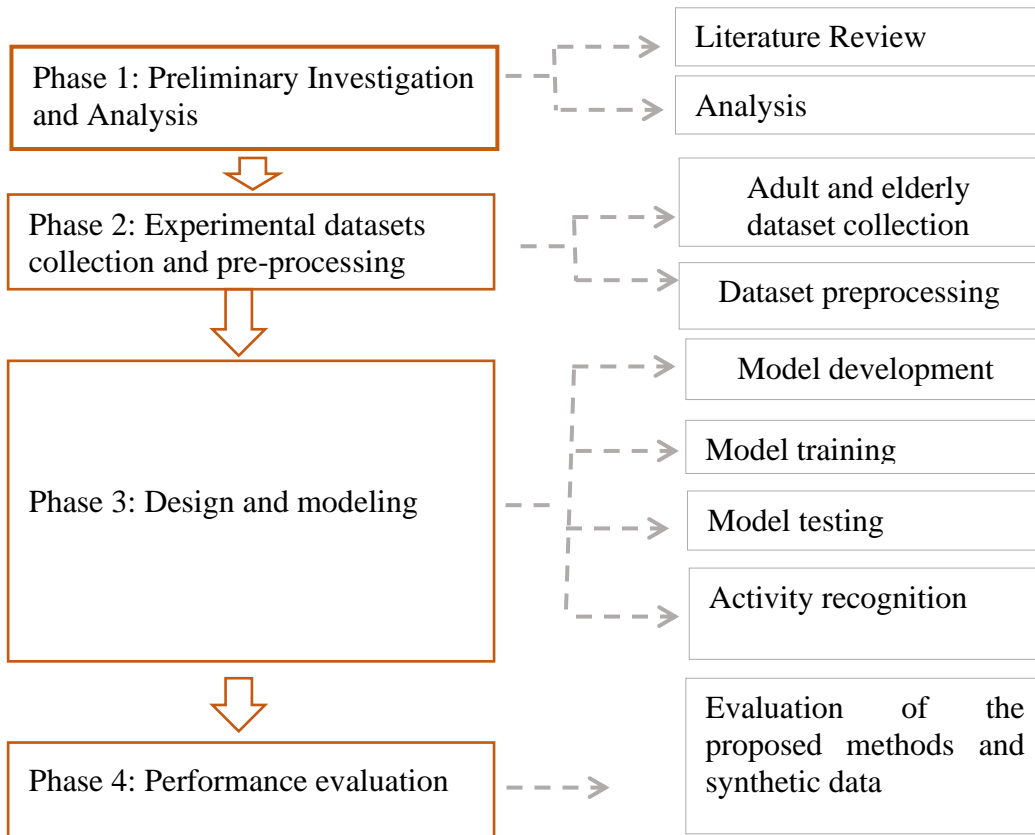 Phase 1: Preliminary Investigation
and Analysis
Literature Review
Analysis
Phase 2: Experimental datasets
collection and pre-processing
Adult and elderly
dataset collection
Dataset preprocessing
Phase 3: Design and modeling
Model development
Model training
Model testing
Activity recognition
Phase 4: Performance evaluation
Evaluation of the
proposed methods and
synthetic data